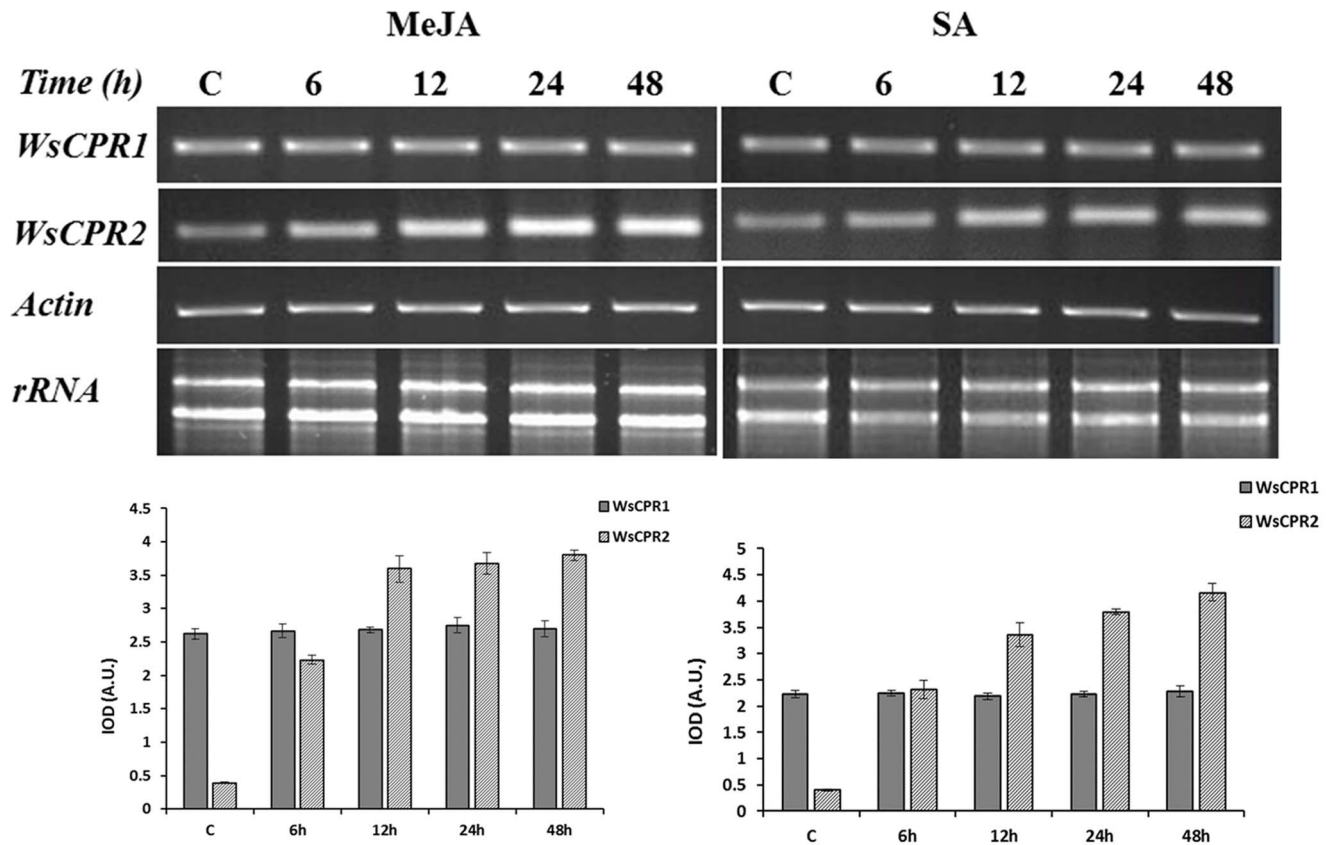 MeJA SA
Time (h) C 6 12 24 48 C 6 12 24 48
WsCPR1
WsCPR2
Actin
rRNA
4.5
4
3.5
3
2.5
2
1.5
1
0.5
0
IOD (A.U.)
C 6h 12h 24h 48h
WsCPR1
WsCPR2
5
4.5
4
3.5
3
2.5
2
1.5
1
0.5
0
IOD (A.U.)
C 6h 12h 24h 48h
WsCPR1
WsCPR2